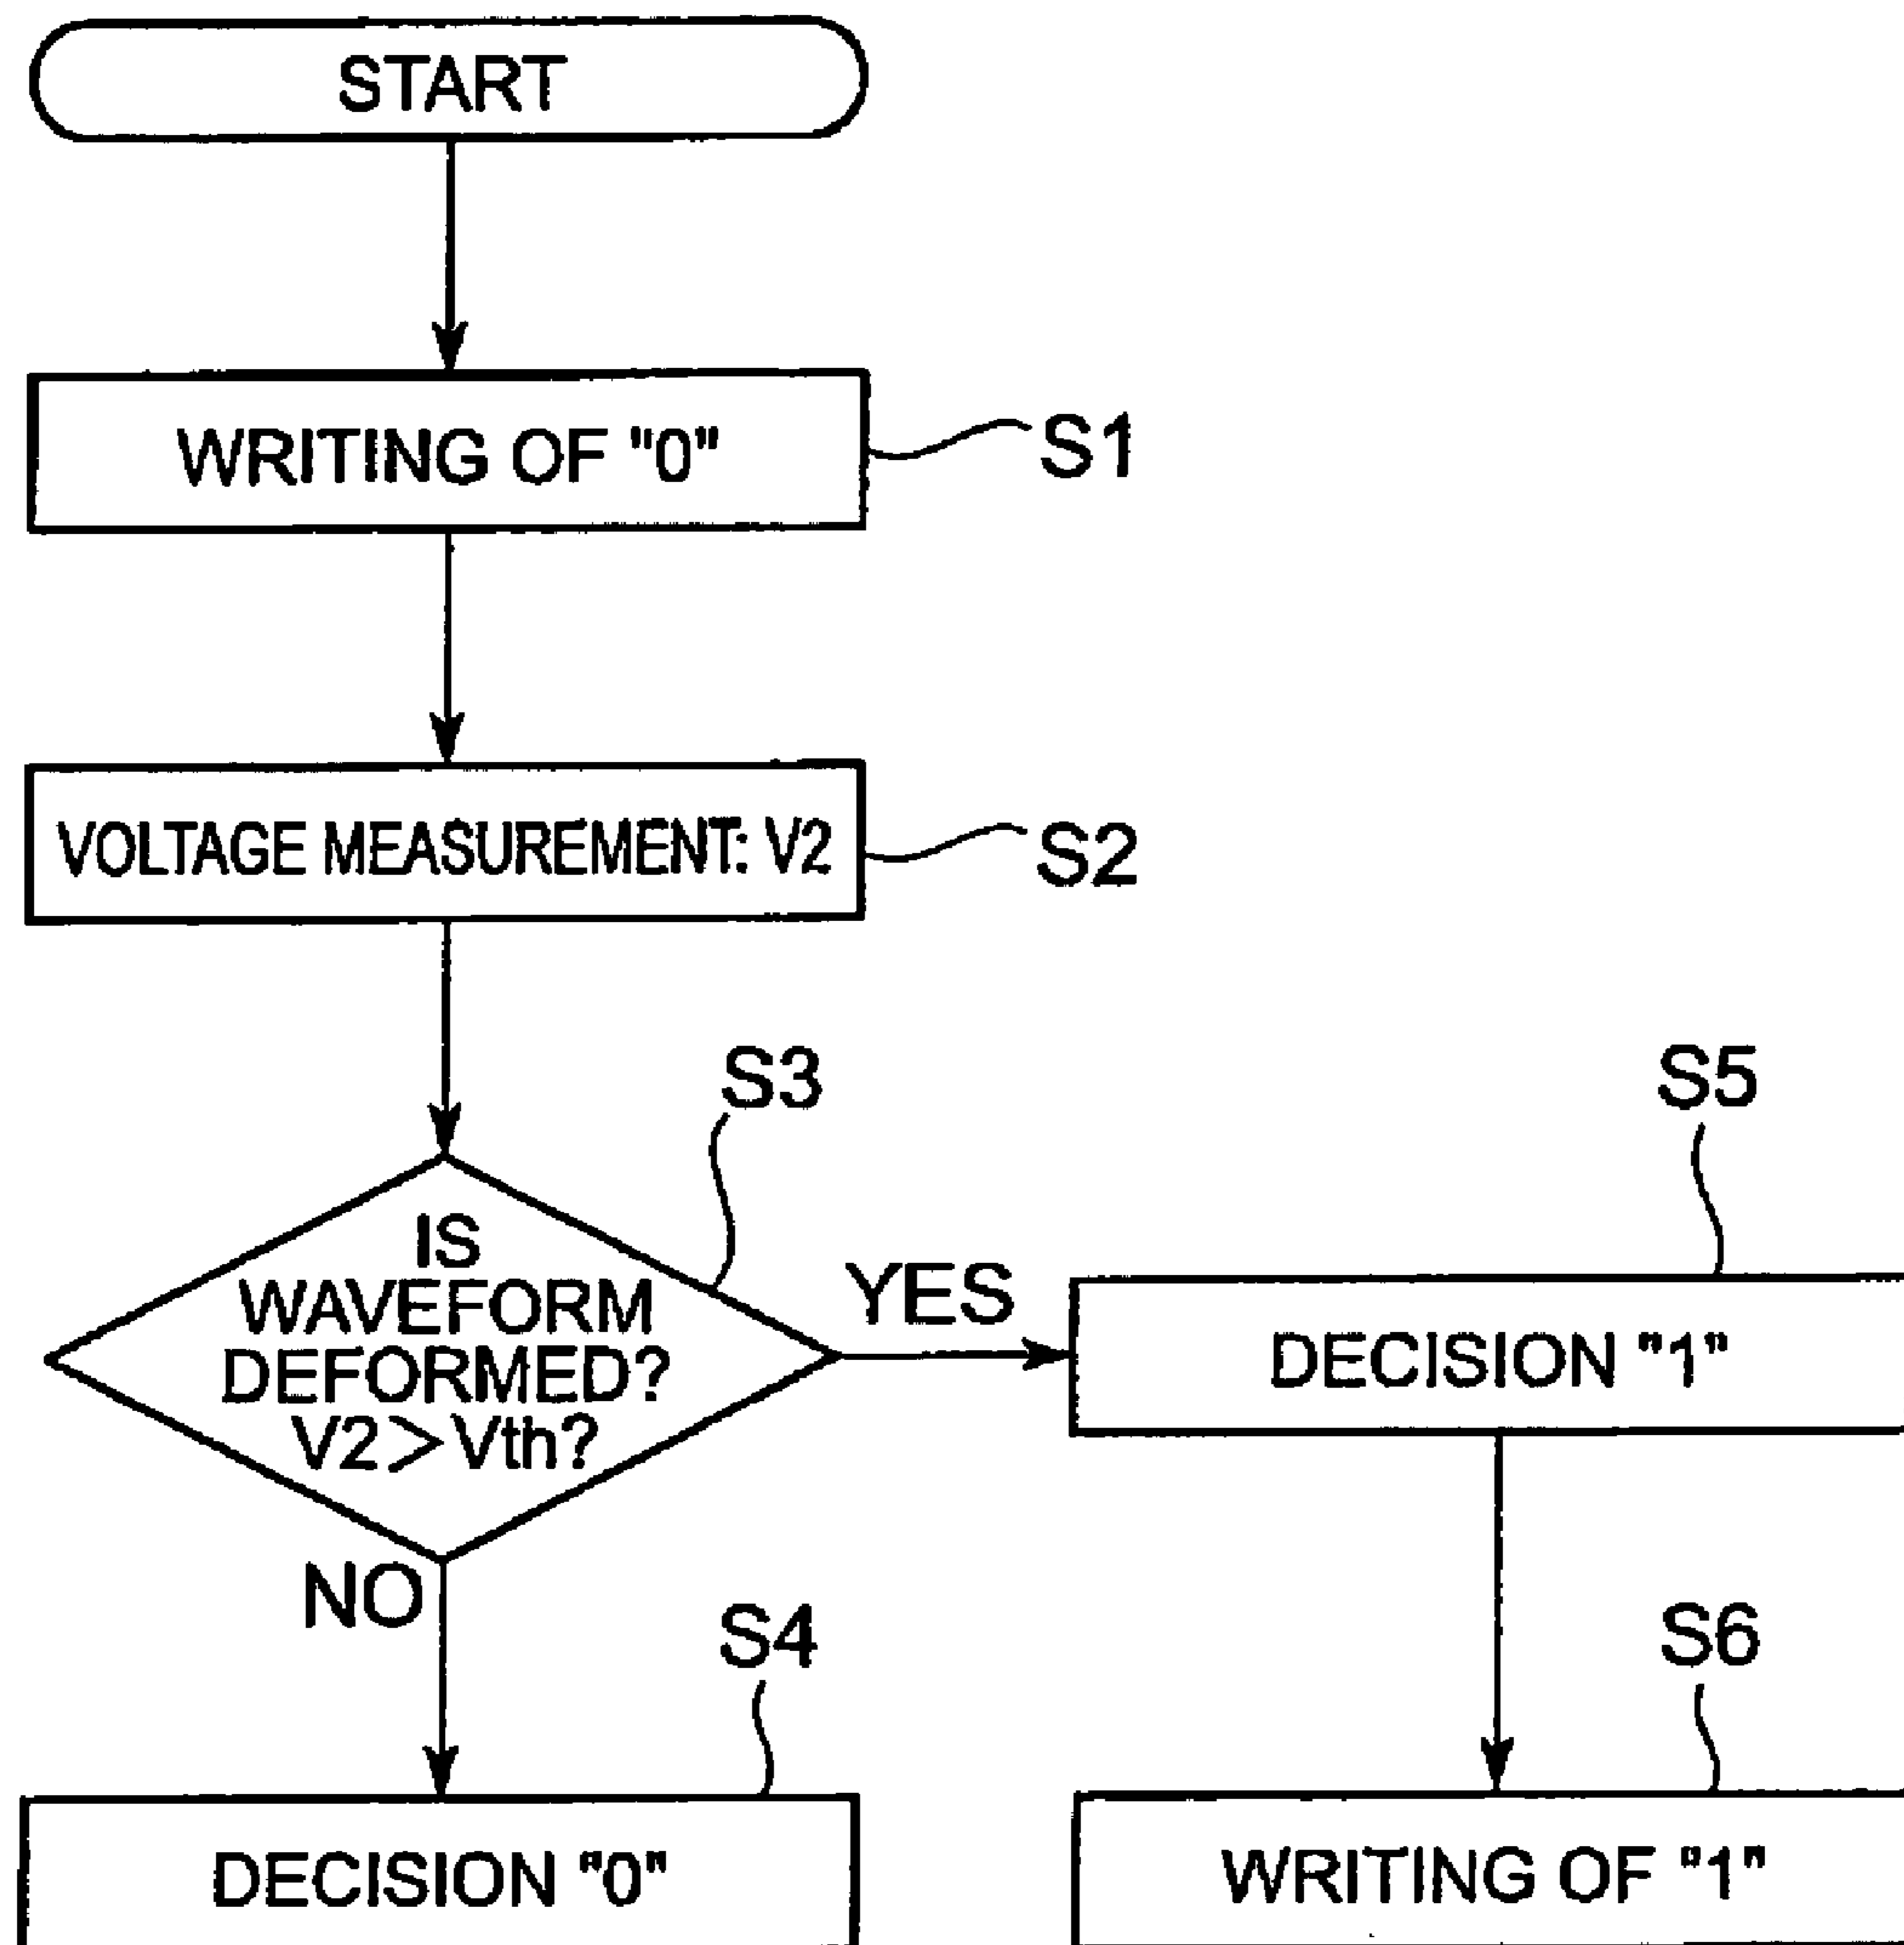 START
WRITING OF "0"
S1
VOLTAGE MEASUREMENT: V2
S2
S3
IS
WAVEFORM
DEFORMED?
V2>Vth?
YES
S5
DECISION "1"
NO
S4
DECISION "0"
S6
WRITING OF "1"